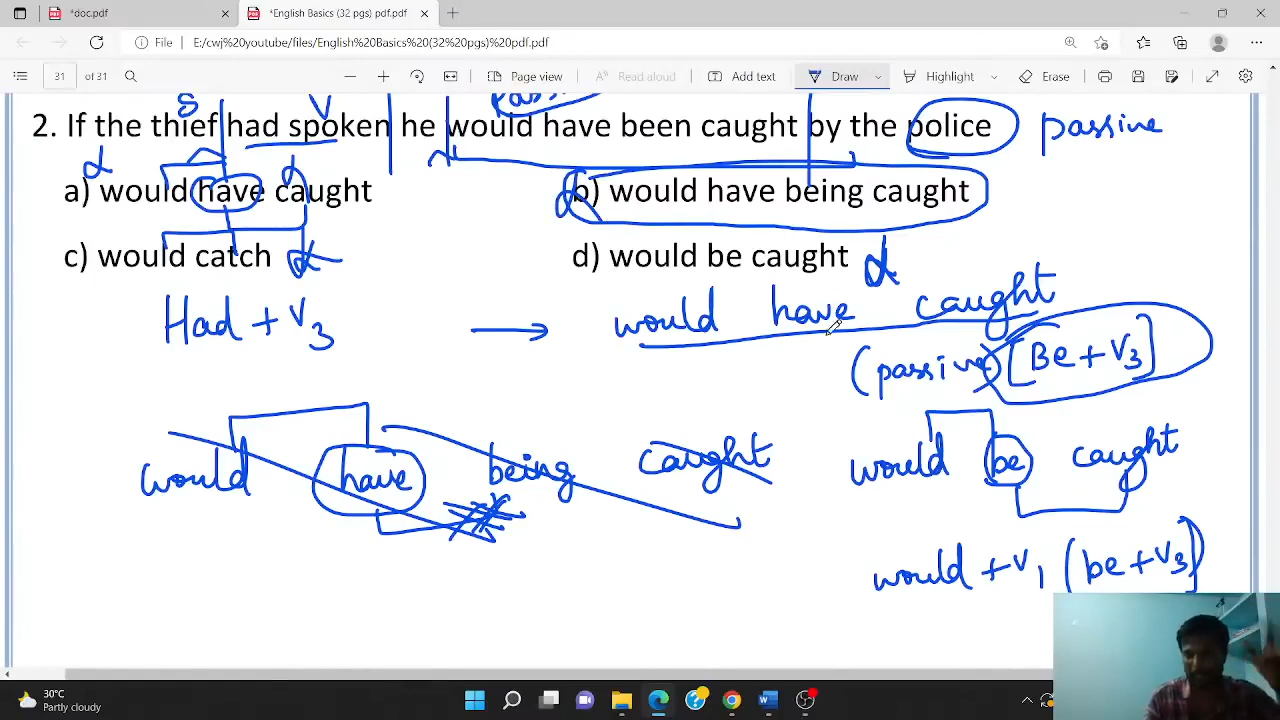 *doc.pdf
*English Basics (32 pgs) pdf.pdf
File
E:/cwj%20youtube/files/English%20Basics(32%20pgs)%20pdf.pdf
31 of 31
Page view
Read aloud
Add text
Draw
Highlight
Erase
S V
Passive
2. If the thief had spoken he would have been caught by the police passive
a) would have caught
b) would have being caught
c) would catch
d) would be caught
Had + V3
would have caught
(passive) [Be + V3]
would have being caught
would be caught
would + V1 (be + V3)
30°C
Partly cloudy